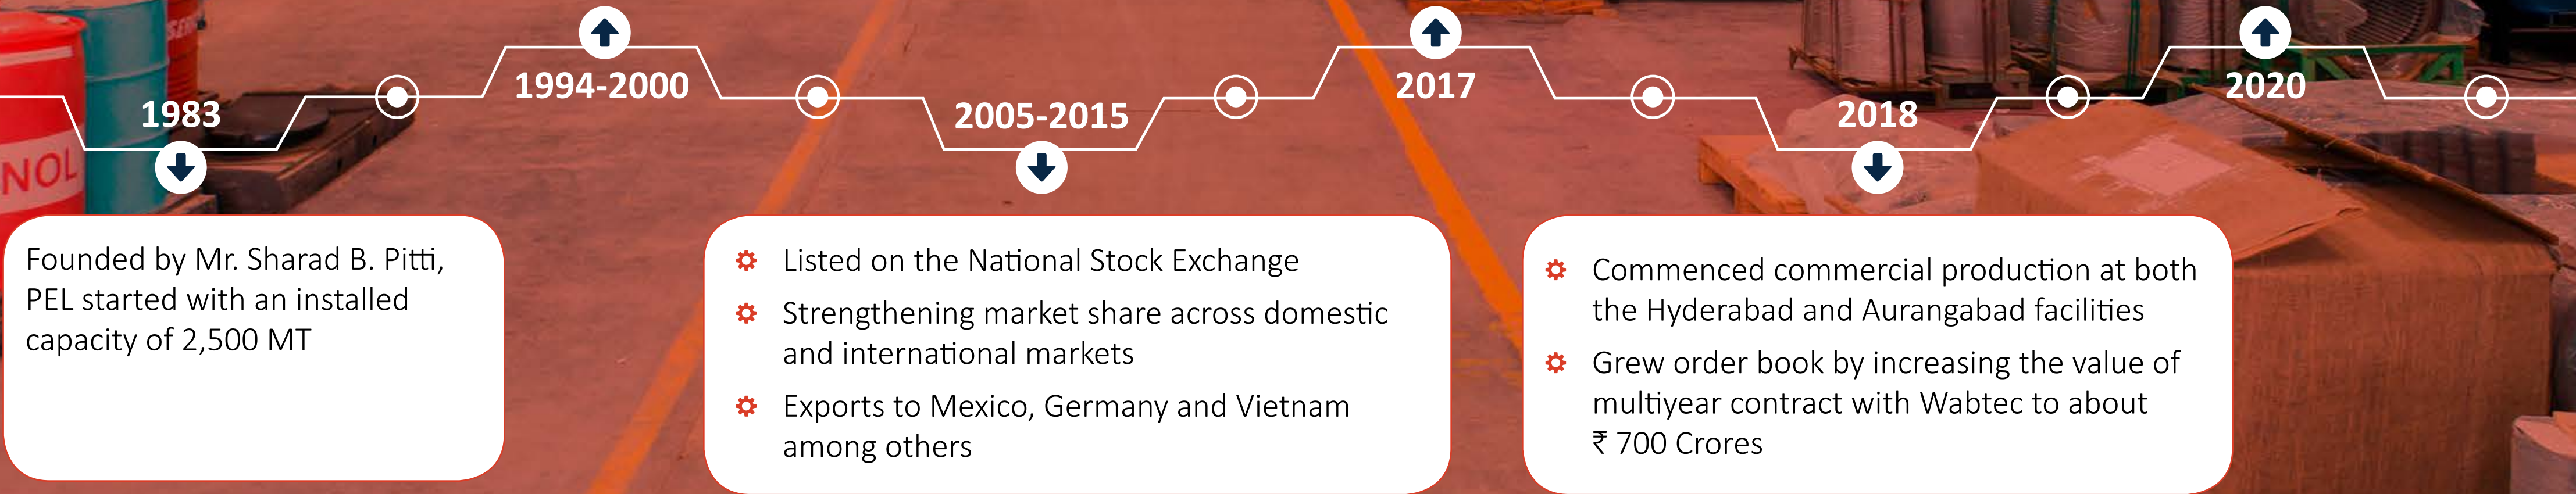 1983
1994-2000
2005-2015
2017
2018
2020
NOL
Founded by Mr. Sharad B. Pitti,
PEL started with an installed
capacity of 2,500 MT
Listed on the National Stock Exchange
Strengthening market share across domestic
and international markets
Exports to Mexico, Germany and Vietnam
among others
Commenced commercial production at both
the Hyderabad and Aurangabad facilities
Grew order book by increasing the value of
multiyear contract with Wabtec to about
₹ 700 Crores